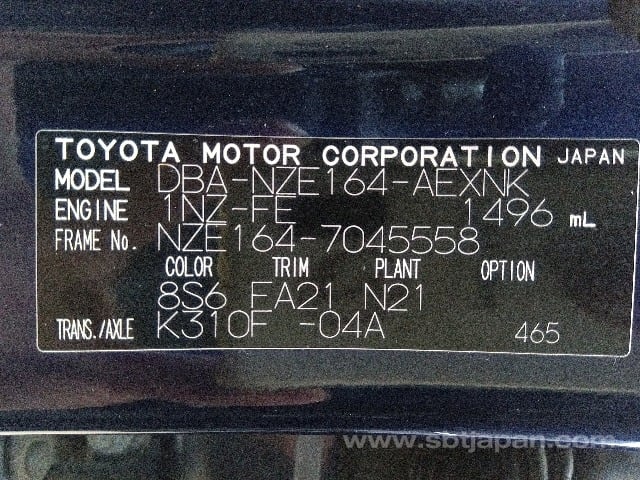 TOYOTA MOTOR CORPORATION JAPAN
MODEL DBA-NZE164-AEXNK
ENGINE 1NZ-FE 1496 mL
FRAME No. NZE164-7045558
COLOR TRIM PLANT OPTION
8S6 FA21 N21
TRANS./AXLE K310F -04A 465
www.sbtjapan.com